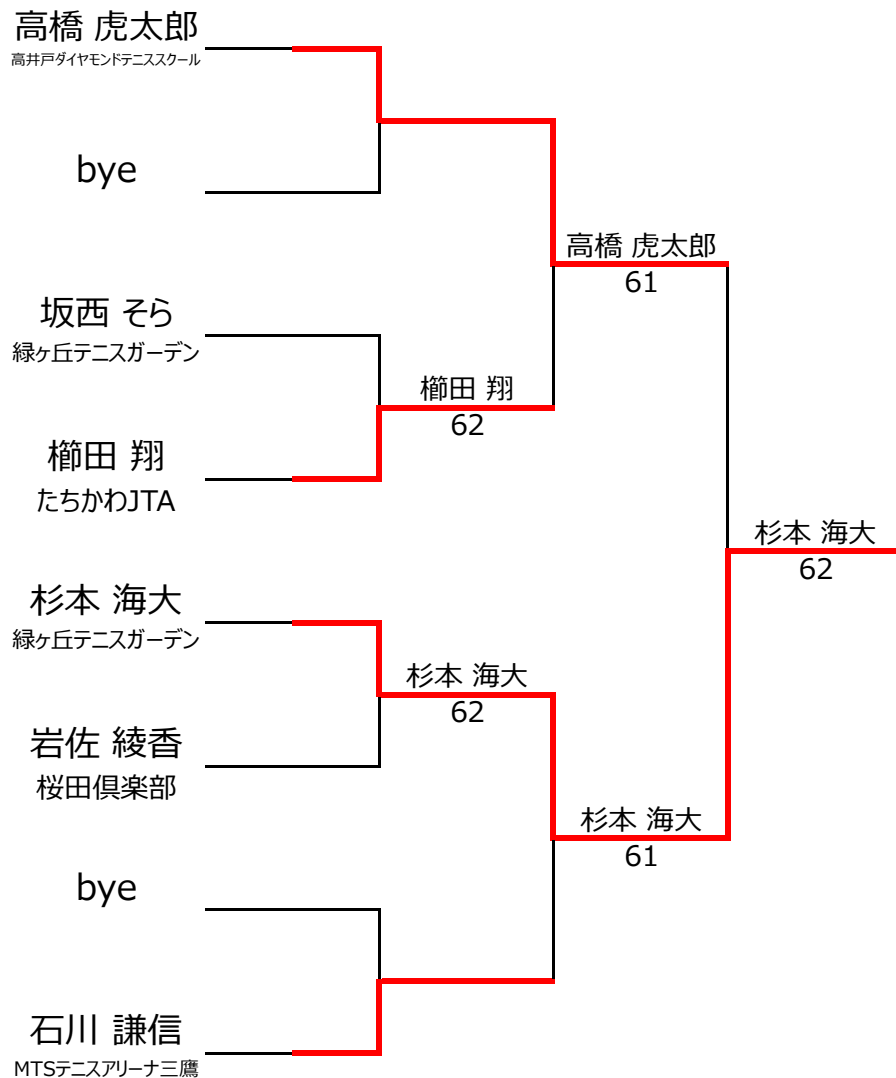 高橋 虎太郎
高井戸ダイヤモンドテニススクール
bye
高橋 虎太郎
61
坂西 そら
緑ヶ丘テニスガーデン
櫛田 翔
62
櫛田 翔
たちかわJTA
杉本 海大
62
杉本 海大
緑ヶ丘テニスガーデン
杉本 海大
62
岩佐 綾香
桜田倶楽部
杉本 海大
61
bye
石川 謙信
MTSテニスアリーナ三鷹